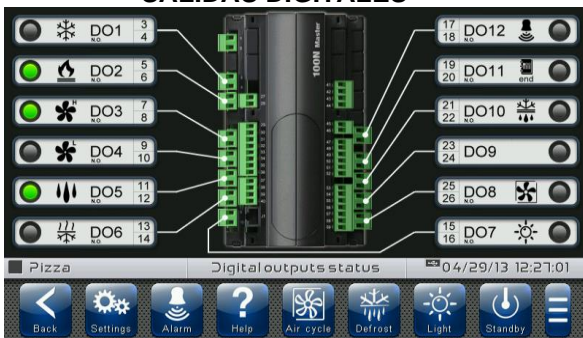 SALIDAS DIGITALES
DO1 N.O 3 4
DO2 N.O 5 6
DO3 N.O 7 8
DO4 N.O 9 10
DO5 N.O 11 12
DO6 N.O 13 14
H
L
100N Master
17 18 DO12 N.O
19 20 DO11 N.O end
21 22 DO10 N.O
23 24 DO9
25 26 DO8 N.O
15 16 DO7 N.O
Pizza Digital outputs status 04/29/13 12:27:01
Back Settings Alarm Help Air cycle Defrost Light Standby